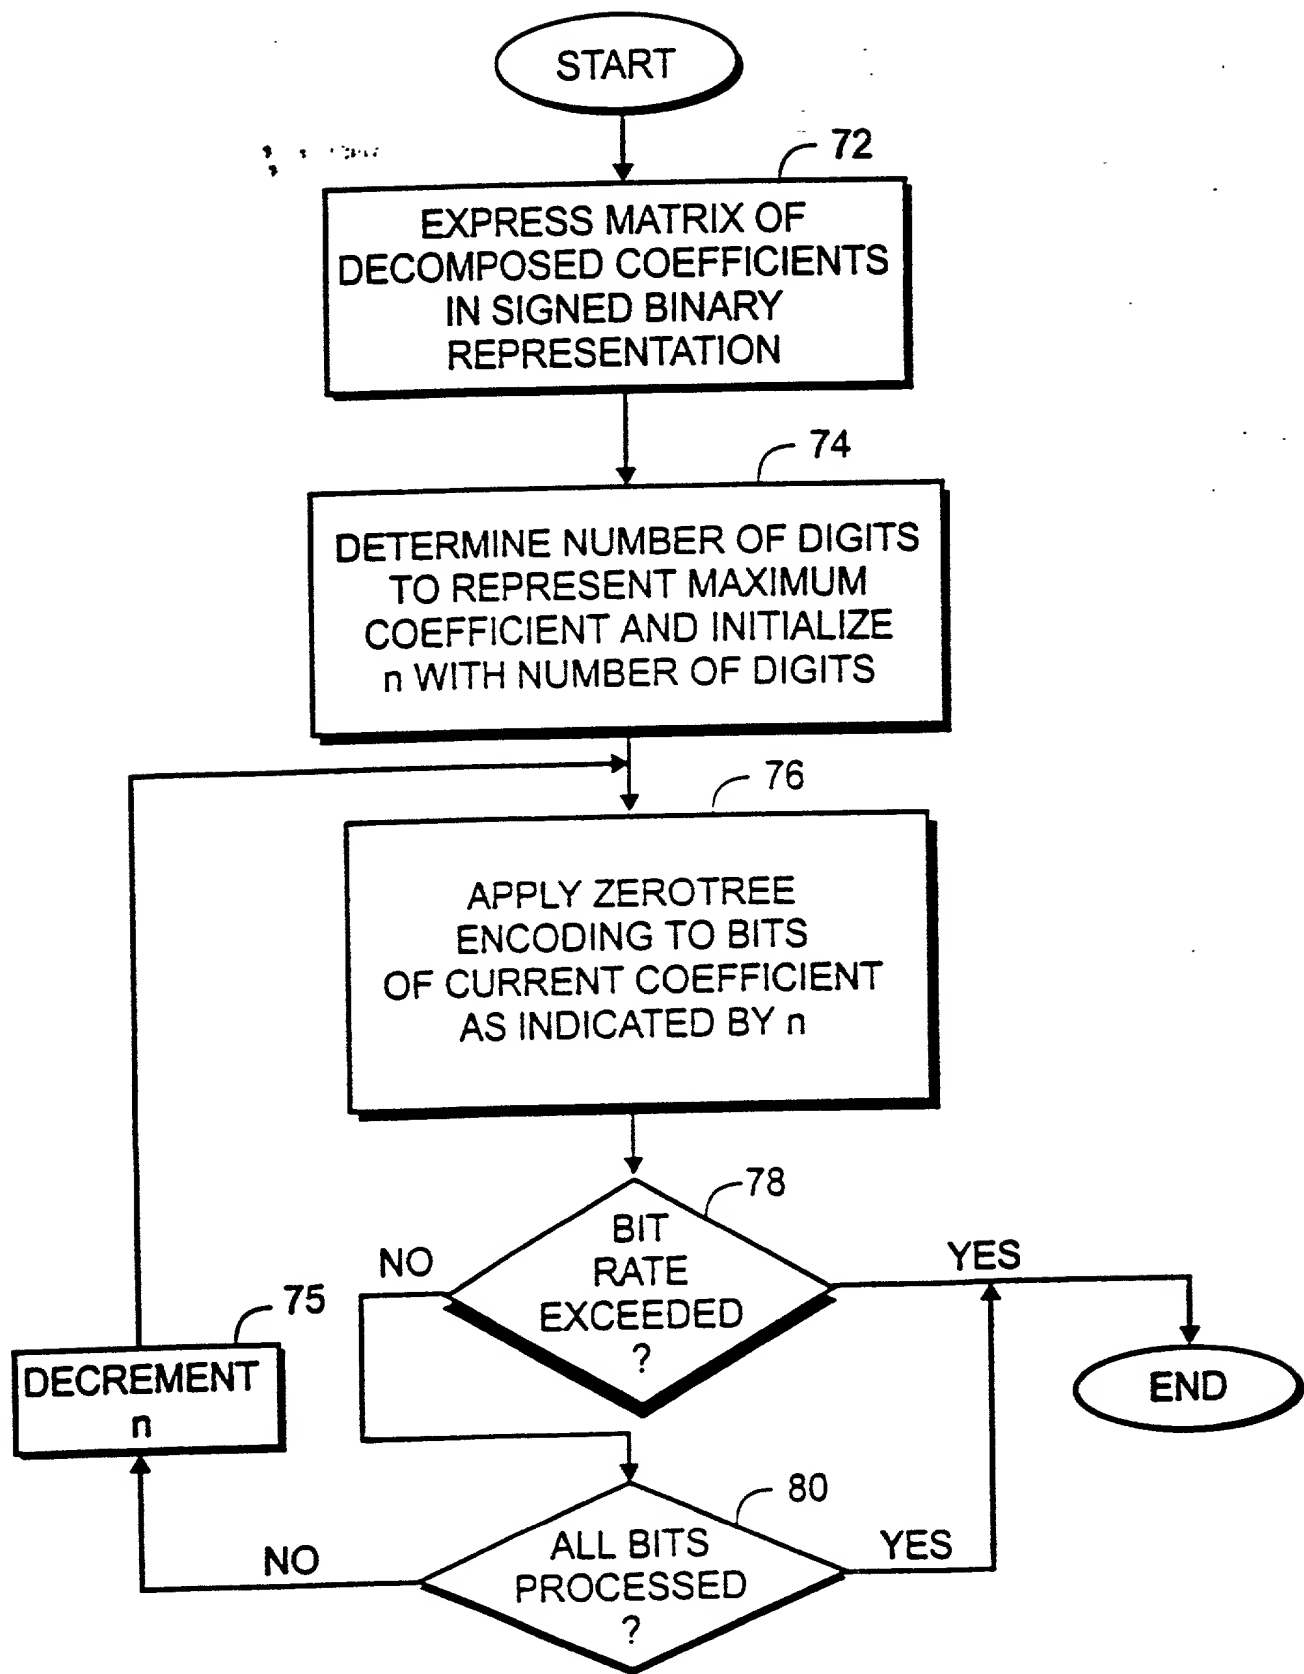 START
72
EXPRESS MATRIX OF
DECOMPOSED COEFFICIENTS
IN SIGNED BINARY
REPRESENTATION
74
DETERMINE NUMBER OF DIGITS
TO REPRESENT MAXIMUM
COEFFICIENT AND INITIALIZE
n WITH NUMBER OF DIGITS
76
APPLY ZEROTREE
ENCODING TO BITS
OF CURRENT COEFFICIENT
AS INDICATED BY n
78
BIT
RATE
EXCEEDED
?
NO
YES
75
DECREMENT
n
END
80
ALL BITS
PROCESSED
?
NO
YES